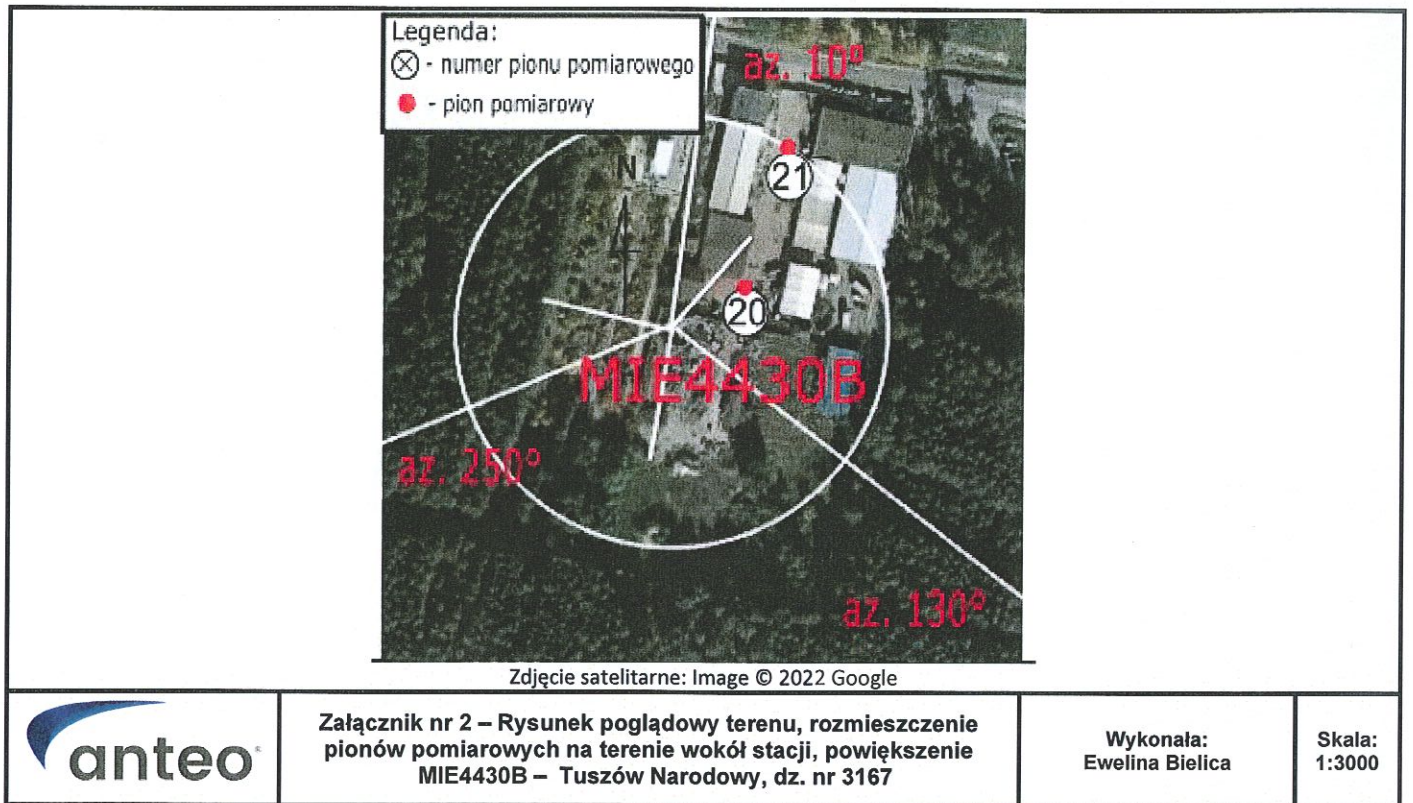 Legenda:
⊗ - numer pionu pomiarowego
- pion pomiarowy
az. 10°
N
21
20
MIE4430B
az. 250°
az. 130°
Zdjęcie satelitarne: Image © 2022 Google
anteo
Załącznik nr 2 – Rysunek poglądowy terenu, rozmieszczenie
pionów pomiarowych na terenie wokół stacji, powiększenie
MIE4430B – Tuszów Narodowy, dz. nr 3167
Wykonała:
Ewelina Bielica
Skala:
1:3000